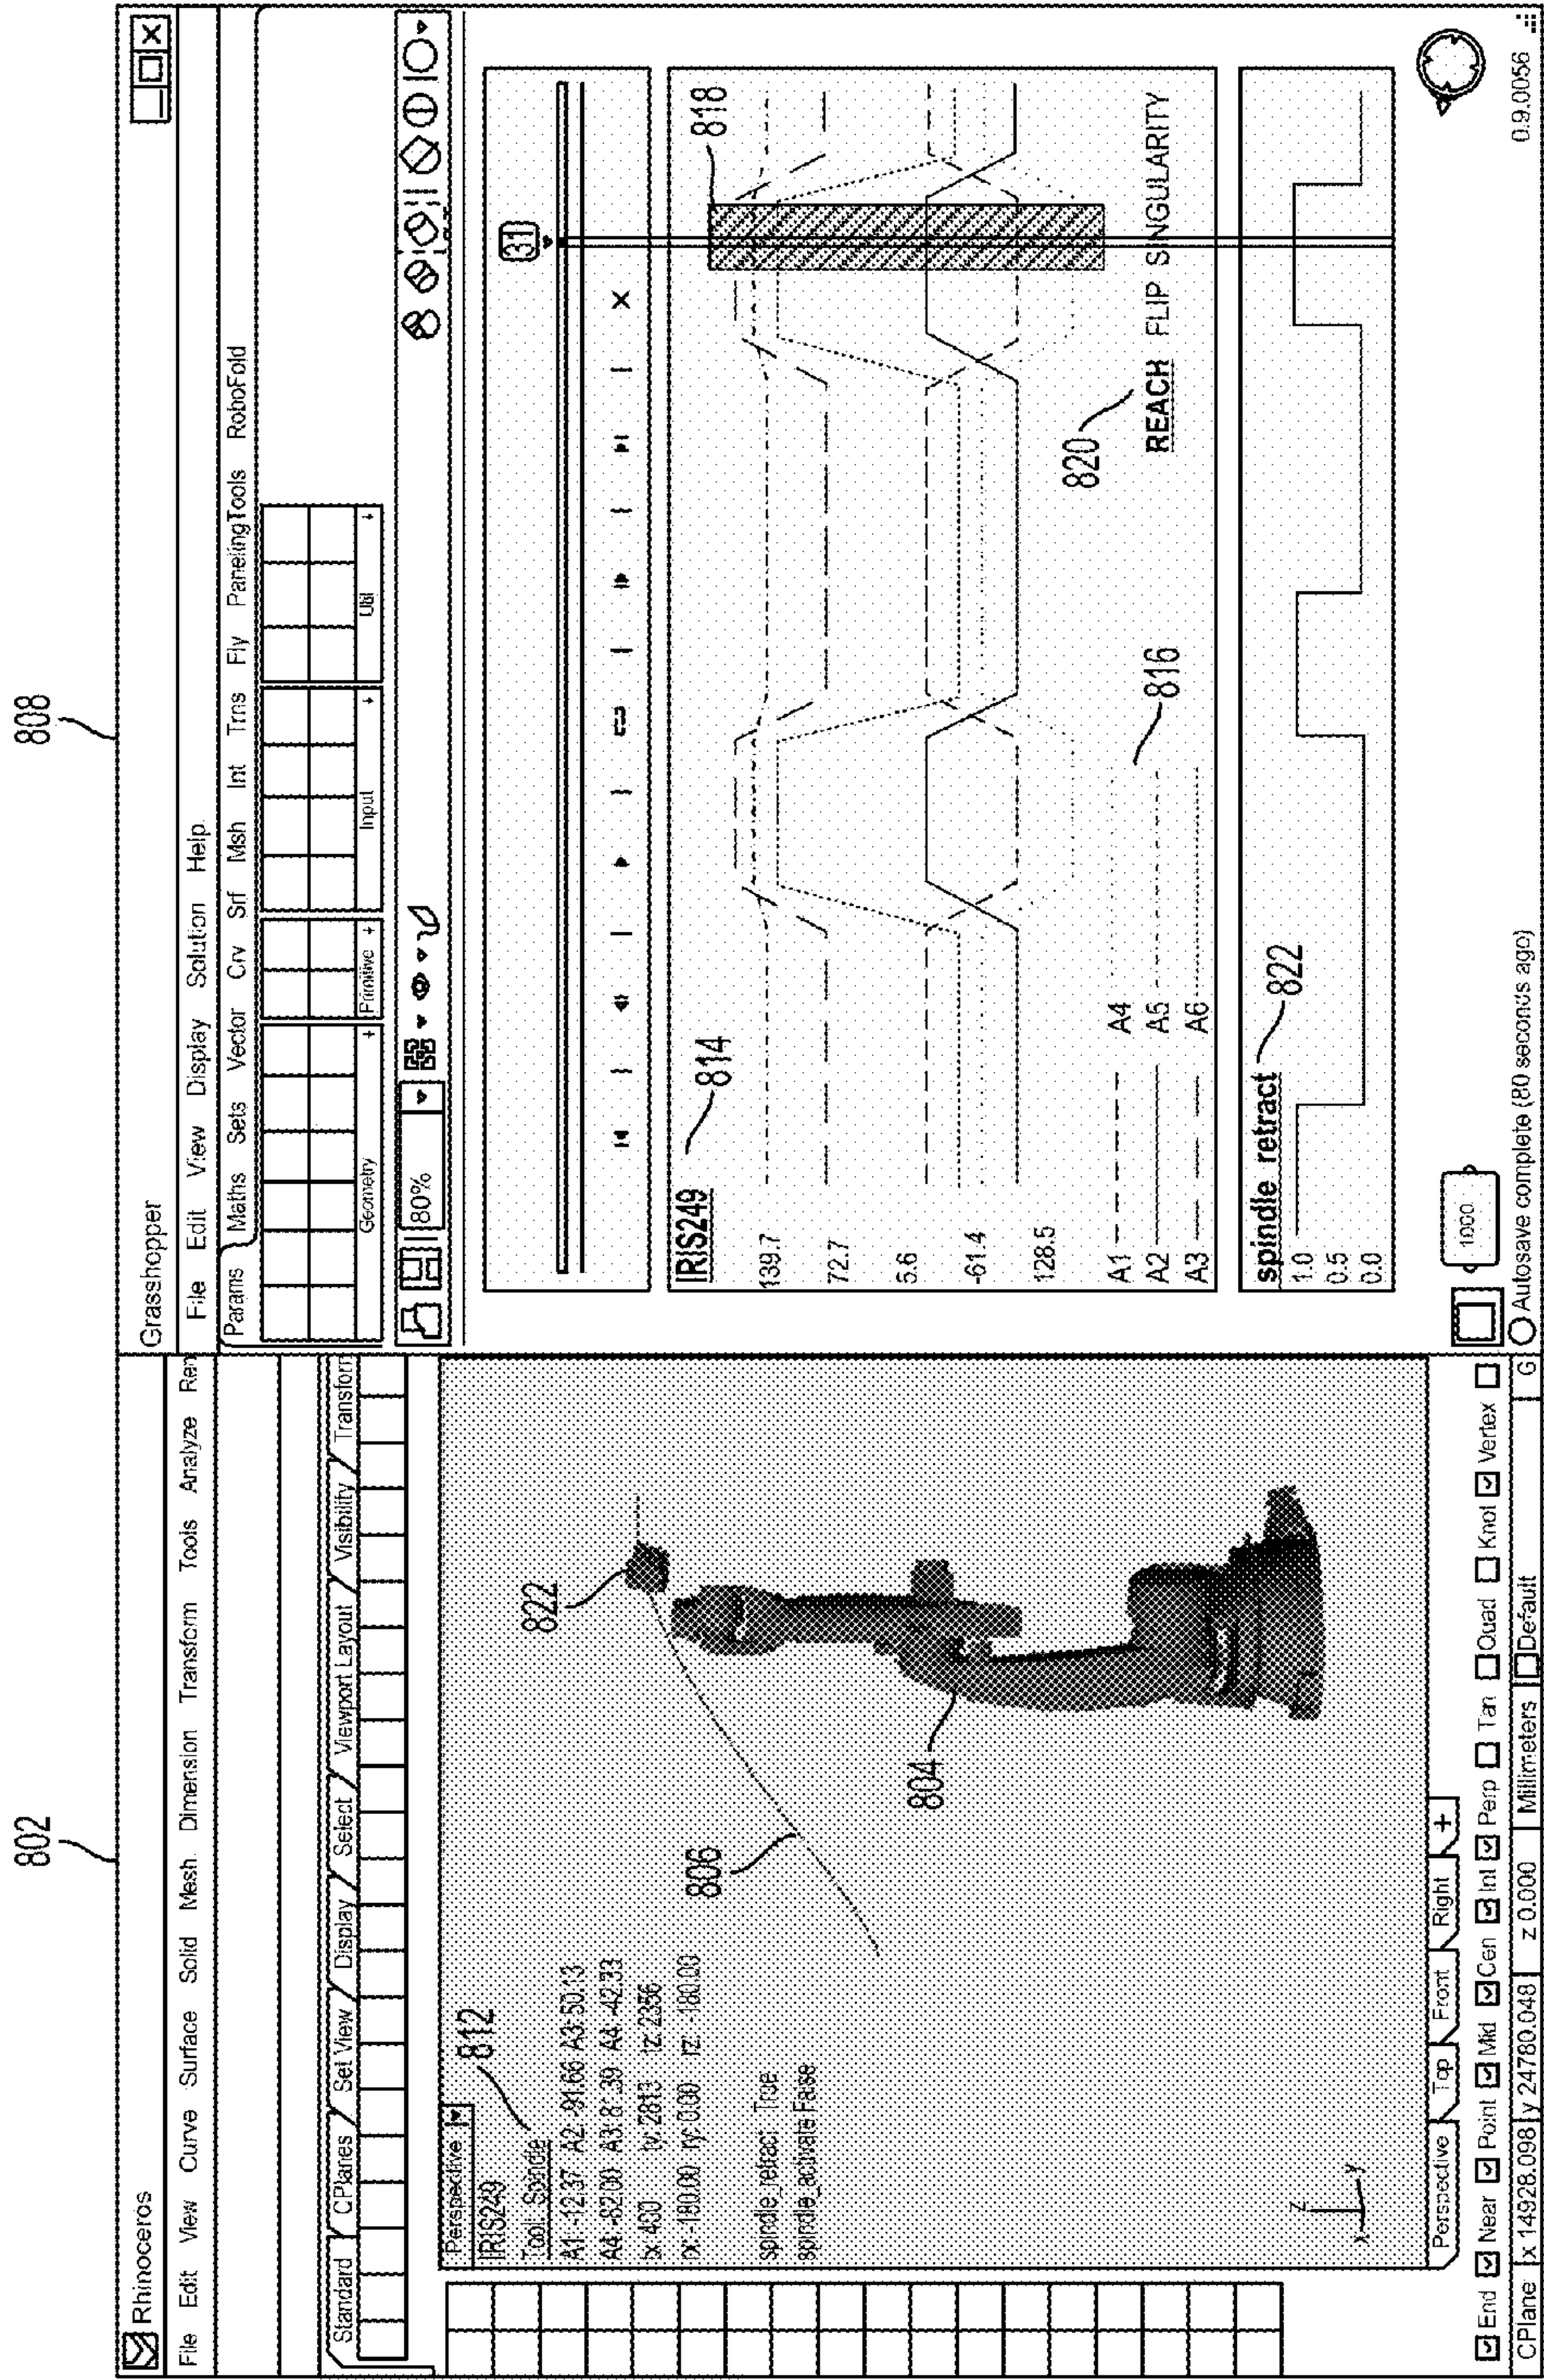 802
808
Rhinoceros
File Edit View Curve Surface Solid Mesh Dimension Transform Tools Analyze Ren
Standard CPlanes Set View Display Select Viewport Layout Visibility Transform
Perspective
IRIS249
812
Tool: Spindle
A1 -12.37 A2: -91.66 A3: 50.13
A4 -8200 A3: 81.39 A4 -42.33
tx: 400 ty: 2813 tz: 2356
rx: -180.00 ry: 0.00 rz: -180.00
spindle_retract True
spindle_activate False
822
806
804
z
x
y
Perspective Top Front Right +
End Near Point Mid Cen Int Perp Tan Quad Knot Vertex
CPlane x 14928.098 y 24780.048 z 0.000 Millimeters Default G
Grasshopper
File Edit View Display Solution Help
Params Maths Sets Vector Crv Srf Msh Int Trns Fly PanelingTools RoboFold
Geometry + Primitive + Input + Util +
80%
31
IRIS249
814
818
139.7
72.7
5.6
-61.4
128.5
A1 A4
A2 A5
A3 A6
816
820
REACH FLIP SINGULARITY
spindle retract
822
1.0
0.5
0.0
1000
Autosave complete (80 seconds ago)
0.9.0056